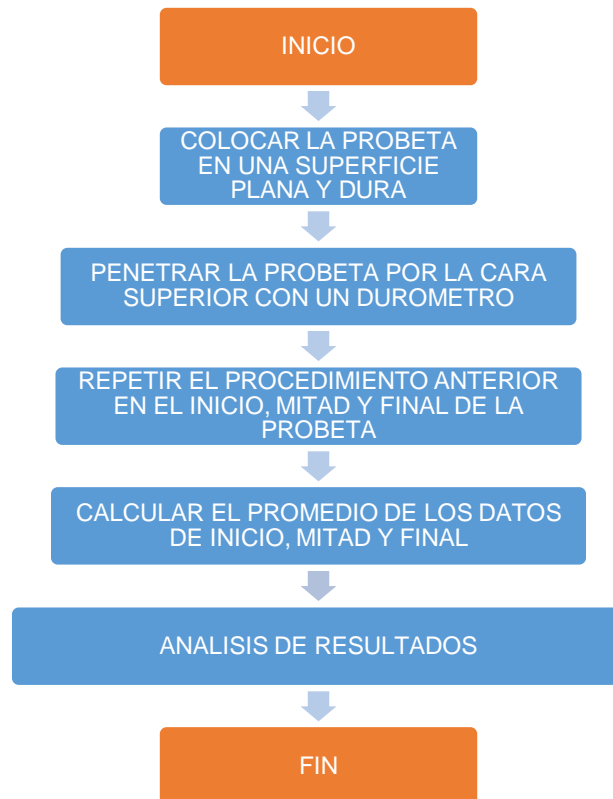 INICIO
COLOCAR LA PROBETA
EN UNA SUPERFICIE
PLANA Y DURA
PENETRAR LA PROBETA POR LA CARA
SUPERIOR CON UN DUROMETRO
REPETIR EL PROCEDIMIENTO ANTERIOR
EN EL INICIO, MITAD Y FINAL DE LA
PROBETA
CALCULAR EL PROMEDIO DE LOS DATOS
DE INICIO, MITAD Y FINAL
ANALISIS DE RESULTADOS
FIN